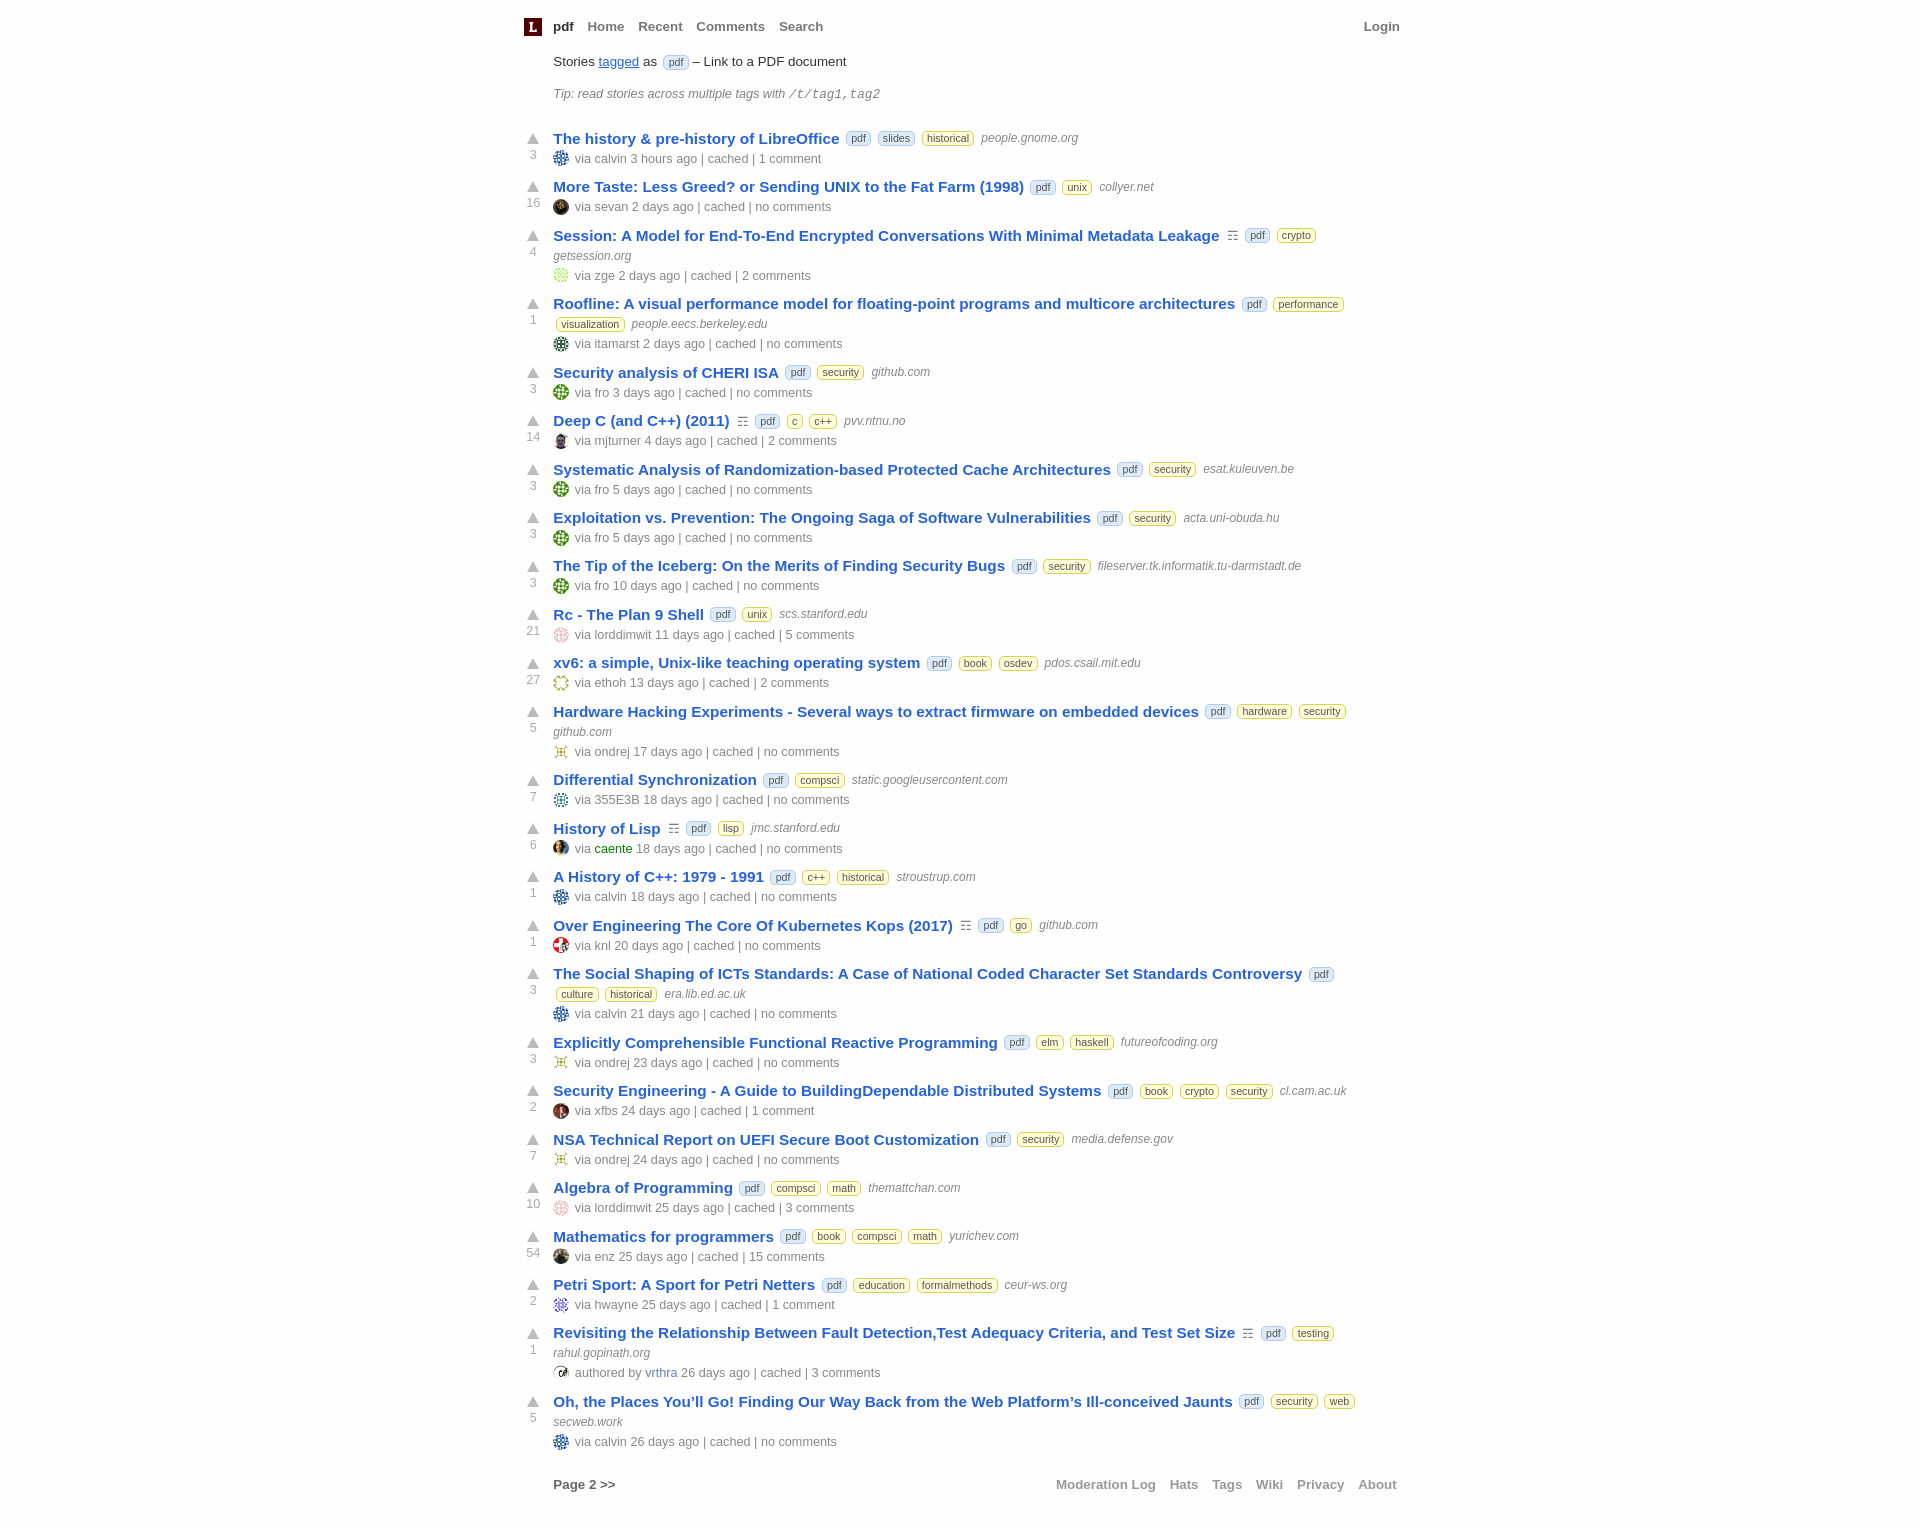 L pdf Home Recent Comments Search Login
Stories tagged as pdf – Link to a PDF document
Tip: read stories across multiple tags with /t/tag1,tag2
The history & pre-history of LibreOffice pdf slides historical people.gnome.org
3 via calvin 3 hours ago | cached | 1 comment
More Taste: Less Greed? or Sending UNIX to the Fat Farm (1998) pdf unix collyer.net
16 via sevan 2 days ago | cached | no comments
Session: A Model for End-To-End Encrypted Conversations With Minimal Metadata Leakage ☶ pdf crypto
4 getsession.org
via zge 2 days ago | cached | 2 comments
Roofline: A visual performance model for floating-point programs and multicore architectures pdf performance
1 visualization people.eecs.berkeley.edu
via itamarst 2 days ago | cached | no comments
Security analysis of CHERI ISA pdf security github.com
3 via fro 3 days ago | cached | no comments
Deep C (and C++) (2011) ☶ pdf c c++ pvv.ntnu.no
14 via mjturner 4 days ago | cached | 2 comments
Systematic Analysis of Randomization-based Protected Cache Architectures pdf security esat.kuleuven.be
3 via fro 5 days ago | cached | no comments
Exploitation vs. Prevention: The Ongoing Saga of Software Vulnerabilities pdf security acta.uni-obuda.hu
3 via fro 5 days ago | cached | no comments
The Tip of the Iceberg: On the Merits of Finding Security Bugs pdf security fileserver.tk.informatik.tu-darmstadt.de
3 via fro 10 days ago | cached | no comments
Rc - The Plan 9 Shell pdf unix scs.stanford.edu
21 via lorddimwit 11 days ago | cached | 5 comments
xv6: a simple, Unix-like teaching operating system pdf book osdev pdos.csail.mit.edu
27 via ethoh 13 days ago | cached | 2 comments
Hardware Hacking Experiments - Several ways to extract firmware on embedded devices pdf hardware security
5 github.com
via ondrej 17 days ago | cached | no comments
Differential Synchronization pdf compsci static.googleusercontent.com
7 via 355E3B 18 days ago | cached | no comments
History of Lisp ☶ pdf lisp jmc.stanford.edu
6 via caente 18 days ago | cached | no comments
A History of C++: 1979 - 1991 pdf c++ historical stroustrup.com
1 via calvin 18 days ago | cached | no comments
Over Engineering The Core Of Kubernetes Kops (2017) ☶ pdf go github.com
1 via knl 20 days ago | cached | no comments
The Social Shaping of ICTs Standards: A Case of National Coded Character Set Standards Controversy pdf
3 culture historical era.lib.ed.ac.uk
via calvin 21 days ago | cached | no comments
Explicitly Comprehensible Functional Reactive Programming pdf elm haskell futureofcoding.org
3 via ondrej 23 days ago | cached | no comments
Security Engineering - A Guide to BuildingDependable Distributed Systems pdf book crypto security cl.cam.ac.uk
2 via xfbs 24 days ago | cached | 1 comment
NSA Technical Report on UEFI Secure Boot Customization pdf security media.defense.gov
7 via ondrej 24 days ago | cached | no comments
Algebra of Programming pdf compsci math themattchan.com
10 via lorddimwit 25 days ago | cached | 3 comments
Mathematics for programmers pdf book compsci math yurichev.com
54 via enz 25 days ago | cached | 15 comments
Petri Sport: A Sport for Petri Netters pdf education formalmethods ceur-ws.org
2 via hwayne 25 days ago | cached | 1 comment
Revisiting the Relationship Between Fault Detection,Test Adequacy Criteria, and Test Set Size ☶ pdf testing
1 rahul.gopinath.org
authored by vrthra 26 days ago | cached | 3 comments
Oh, the Places You’ll Go! Finding Our Way Back from the Web Platform’s Ill-conceived Jaunts pdf security web
5 secweb.work
via calvin 26 days ago | cached | no comments
Page 2 >> Moderation Log Hats Tags Wiki Privacy About